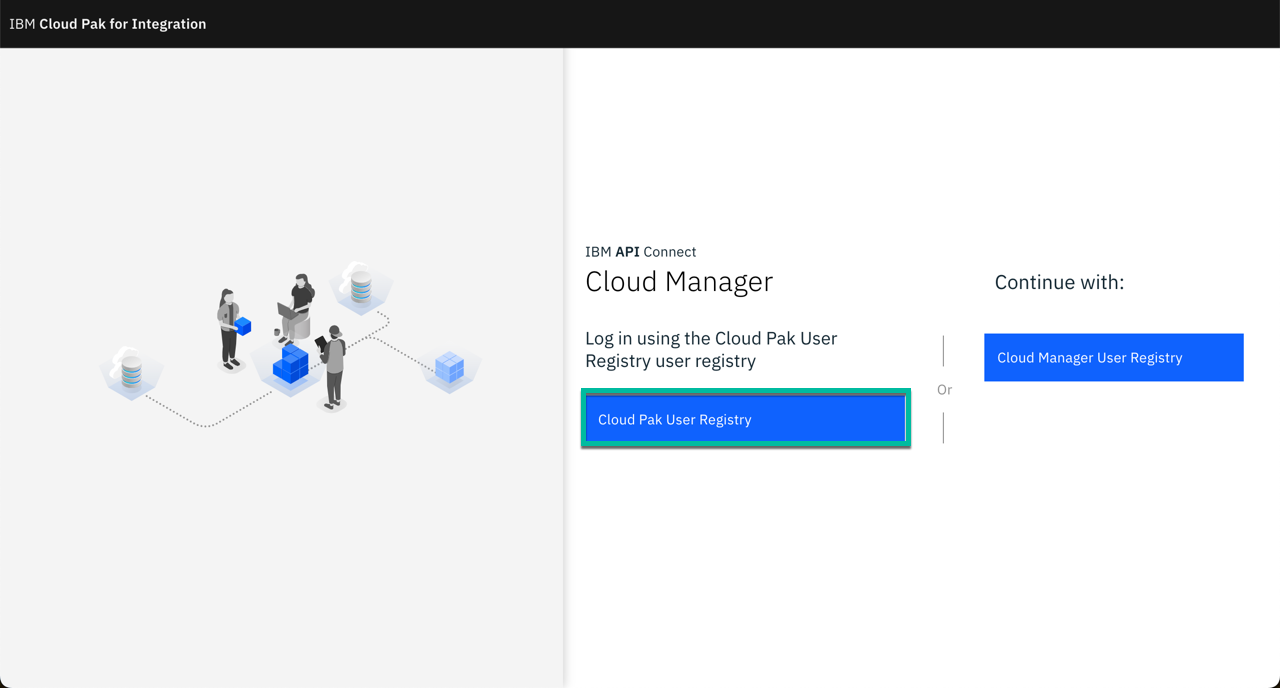 IBM Cloud Pak for Integration
IBM API Connect
Cloud Manager
Log in using the Cloud Pak User
Registry user registry
Cloud Pak User Registry
Or
Continue with:
Cloud Manager User Registry